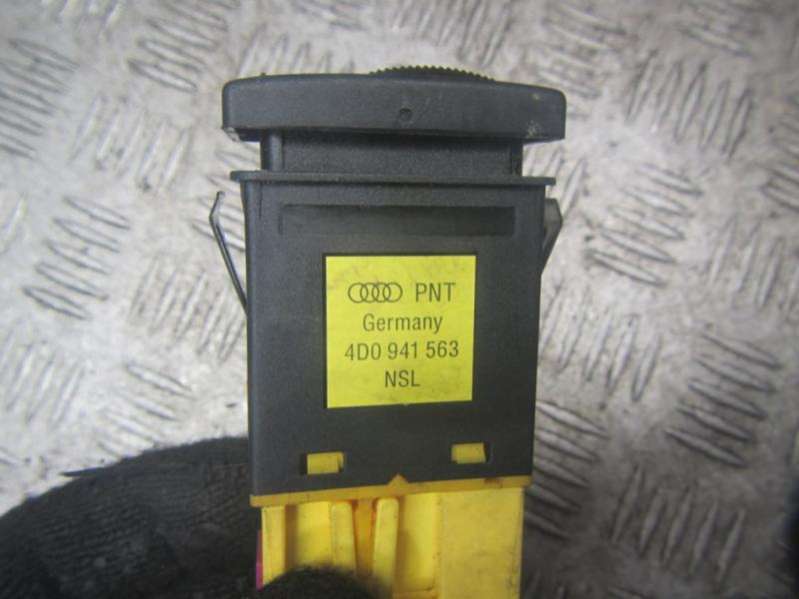 PNT
Germany
4D0 941 563
NSL